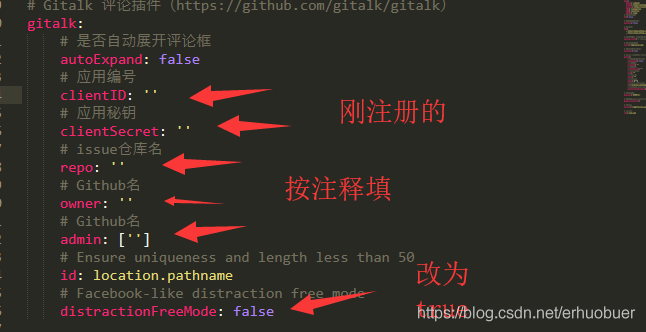 # Gitalk 评论插件（https://github.com/gitalk/gitalk）
gitalk:
# 是否自动展开评论框
autoExpand: false
# 应用编号
clientID: ''
刚注册的
# 应用秘钥
clientSecret: ''
# issue仓库名
repo: ''
按注释填
# Github名
owner: ''
# Github名
admin: ['']
# Ensure uniqueness and length less than 50
id: location.pathname
改为
# Facebook-like distraction free mode
distractionFreeMode: false
https://blog.csdn.net/erhuobuer